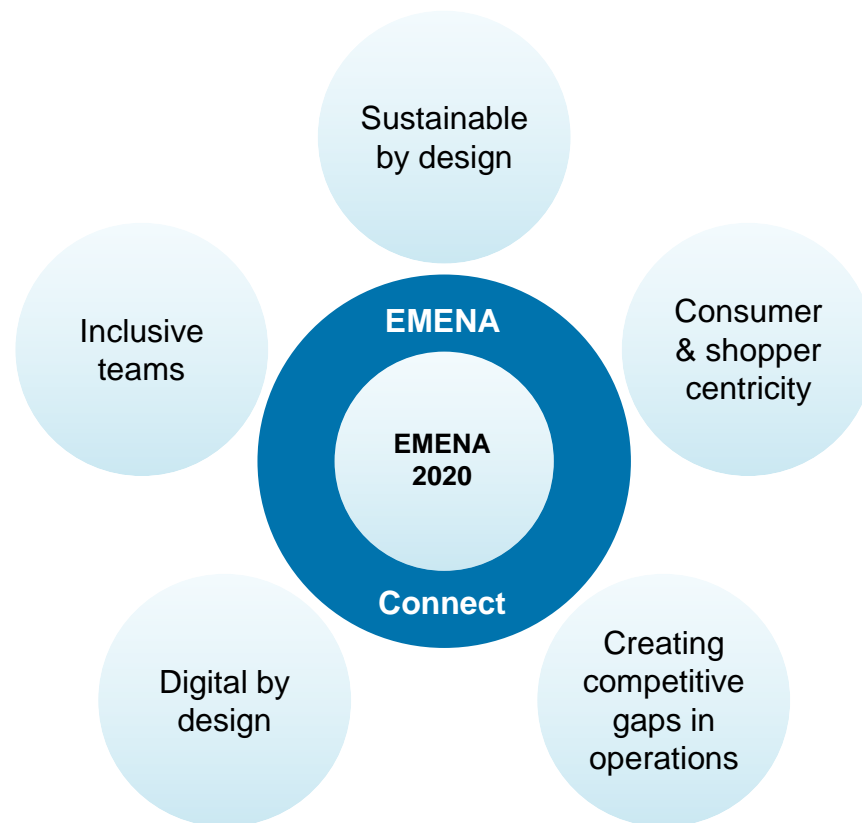 Sustainable
by design
Inclusive
teams
EMENA
Consumer
& shopper
centricity
EMENA
2020
Connect
Digital by
design
Creating
competitive
gaps in
operations